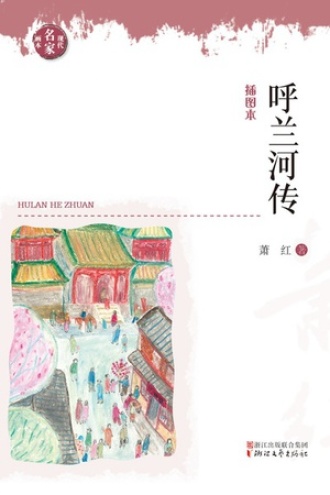 现代
名家
画本
呼兰河传
插图本
HULAN HE ZHUAN
萧红 著
浙江出版联合集团
浙江文艺出版社